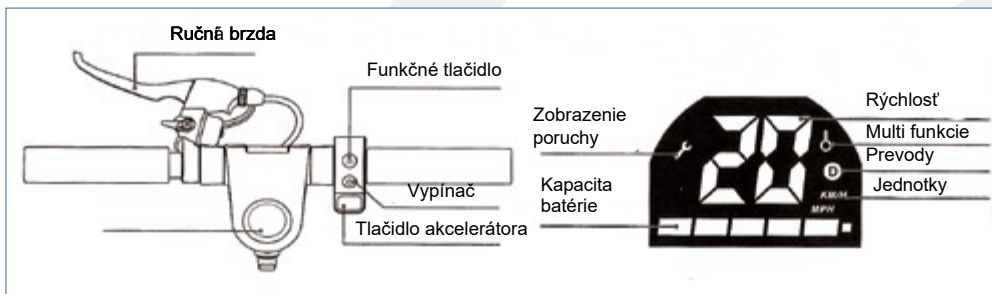 Ručná brzda
Funkčné tlačidlo
Vypínač
Tlačidlo akcelerátora
Zobrazenie
poruchy
Kapacita
batérie
Rýchlosť
Multi funkcie
Prevody
Jednotky
20
D
KM/H
MPH